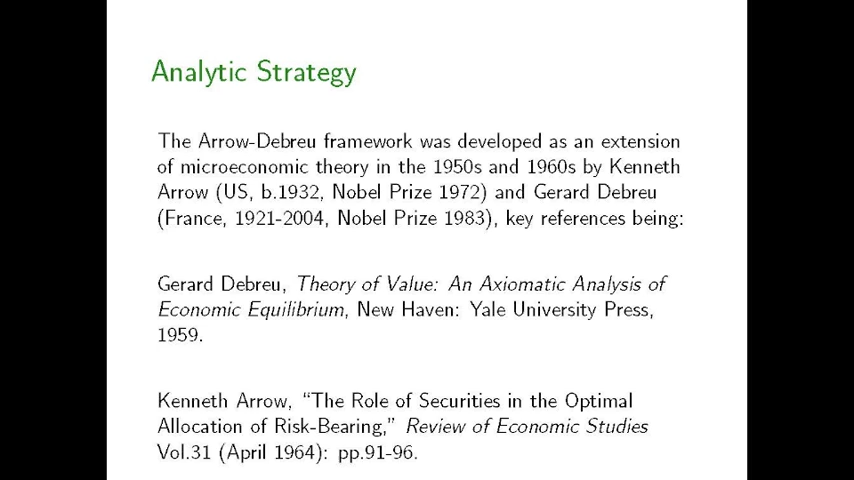 Analytic Strategy
The Arrow-Debreu framework was developed as an extension
of microeconomic theory in the 1950s and 1960s by Kenneth
Arrow (US, b.1932, Nobel Prize 1972) and Gerard Debreu
(France, 1921-2004, Nobel Prize 1983), key references being:
Gerard Debreu, Theory of Value: An Axiomatic Analysis of
Economic Equilibrium, New Haven: Yale University Press,
1959.
Kenneth Arrow, “The Role of Securities in the Optimal
Allocation of Risk-Bearing,” Review of Economic Studies
Vol.31 (April 1964): pp.91-96.